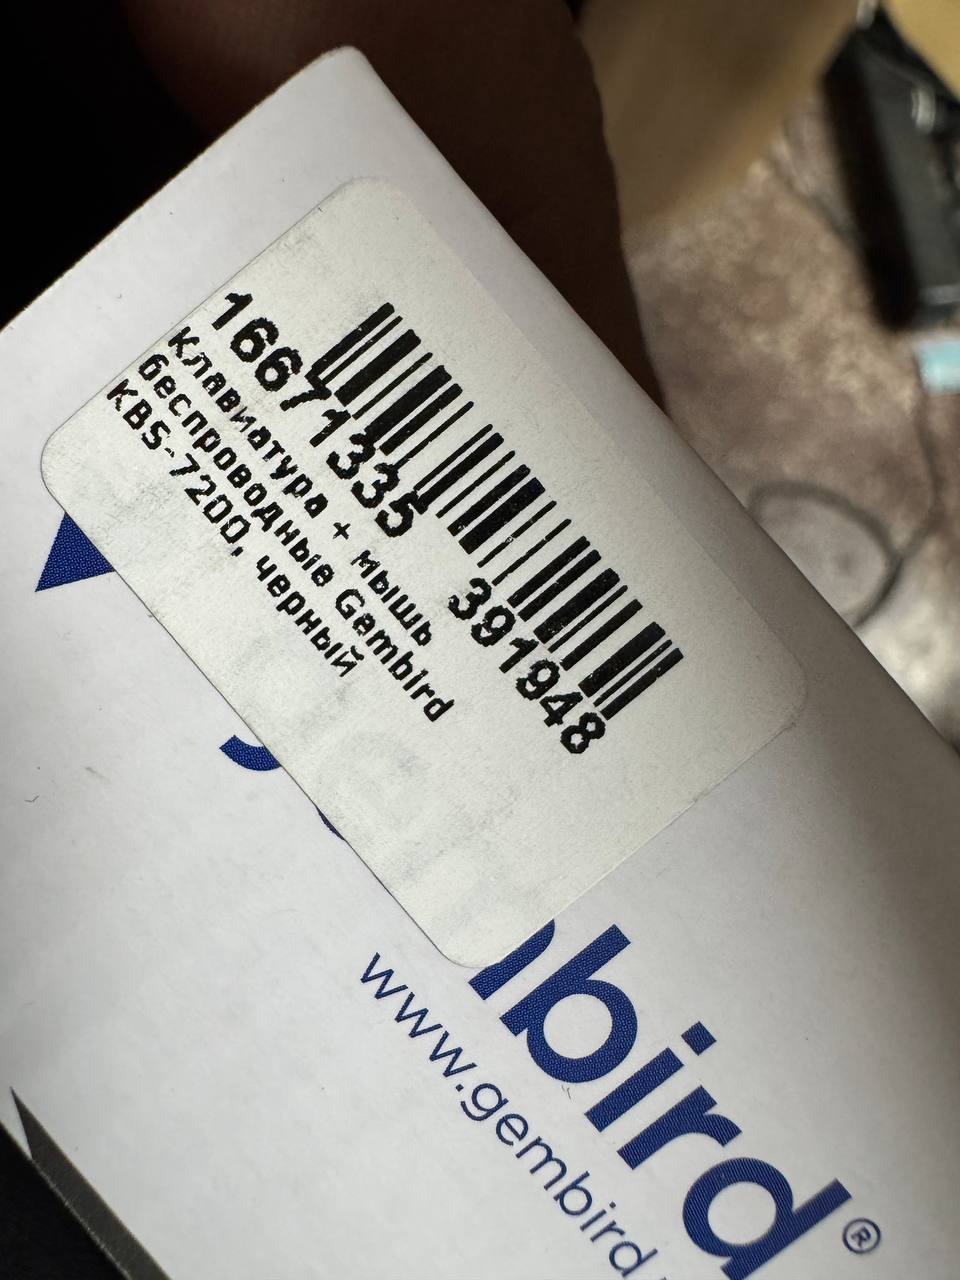 16671335 391948
Клавиатура + мышь
беспроводные Gembird
KBS-7200, черный
bird®
www.gembird